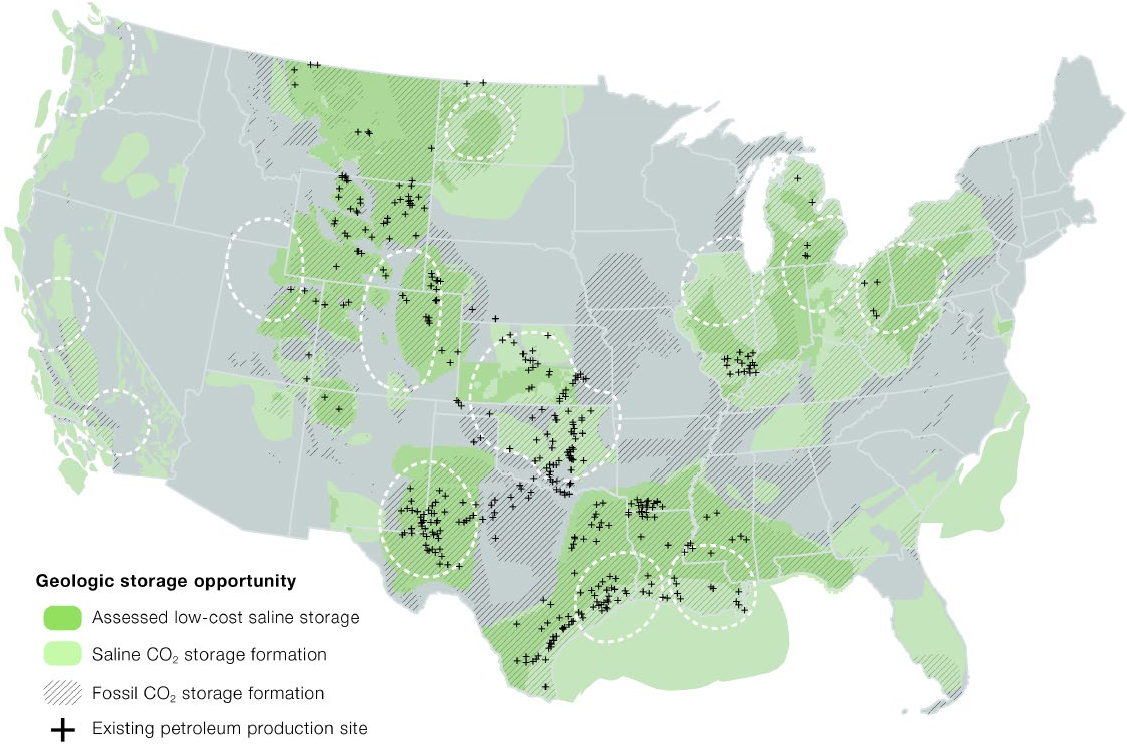 Geologic storage opportunity
Assessed low-cost saline storage
Saline CO₂ storage formation
Fossil CO₂ storage formation
Existing petroleum production site